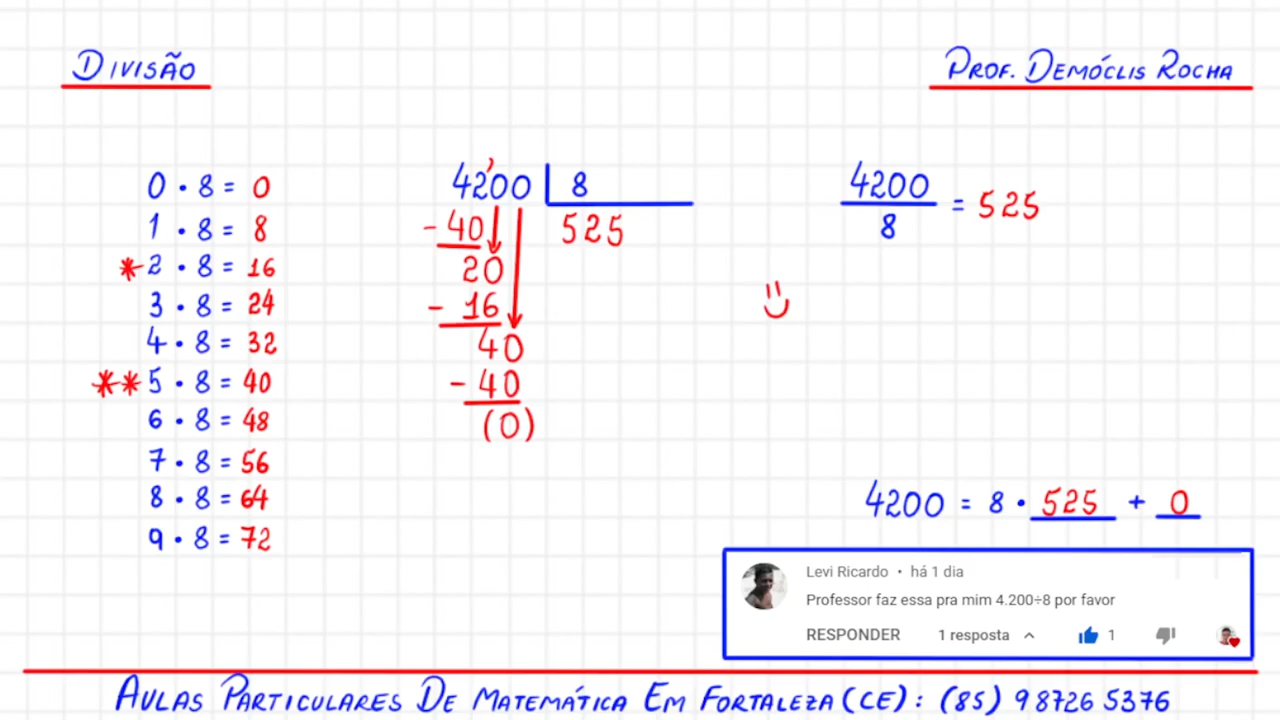 DIVISÃO
PROF. DEMÓCLIS ROCHA
0 · 8 = 0
1 · 8 = 8
* 2 · 8 = 16
3 · 8 = 24
4 · 8 = 32
** 5 · 8 = 40
6 · 8 = 48
7 · 8 = 56
8 · 8 = 64
9 · 8 = 72
42'00 8
- 40 525
20
- 16
40
- 40
(0)
4200
8
= 525
4200 = 8 · 525 + 0
Levi Ricardo • há 1 dia
Professor faz essa pra mim 4.200÷8 por favor
RESPONDER 1 resposta 1
AULAS PARTICULARES DE MATEMÁTICA EM FORTALEZA (CE) : (85) 98726 5376